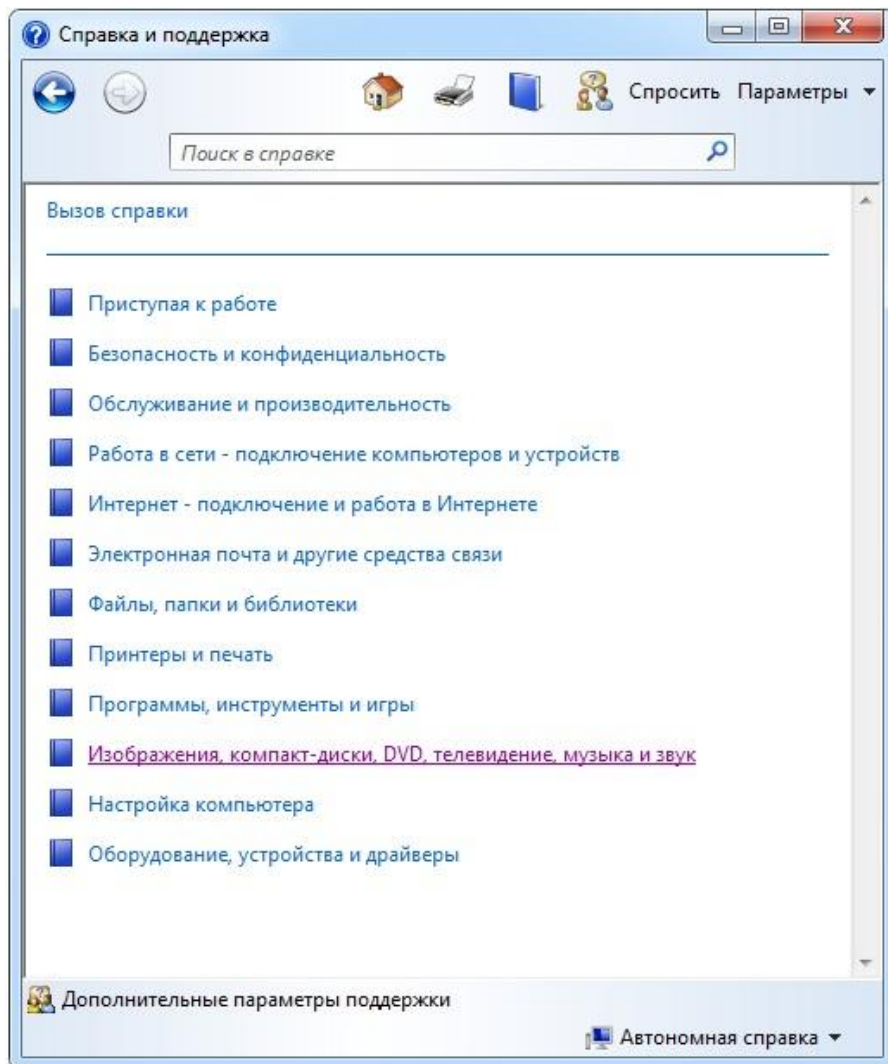 Справка и поддержка
Спросить Параметры
Поиск в справке
Вызов справки
Приступая к работе
Безопасность и конфиденциальность
Обслуживание и производительность
Работа в сети - подключение компьютеров и устройств
Интернет - подключение и работа в Интернете
Электронная почта и другие средства связи
Файлы, папки и библиотеки
Принтеры и печать
Программы, инструменты и игры
Изображения, компакт-диски, DVD, телевидение, музыка и звук
Настройка компьютера
Оборудование, устройства и драйверы
Дополнительные параметры поддержки
Автономная справка